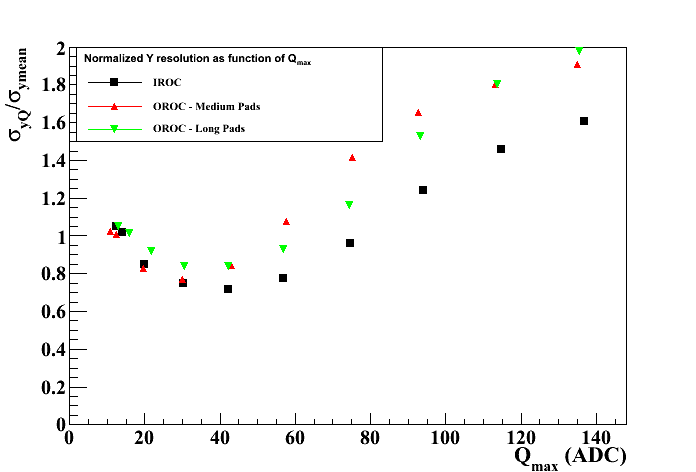 Normalized Y resolution as function of Qmax
IROC
OROC - Medium Pads
OROC - Long Pads
σyQ/σymean
2
1.8
1.6
1.4
1.2
1
0.8
0.6
0.4
0.2
0
0 20 40 60 80 100 120 140
Qmax (ADC)